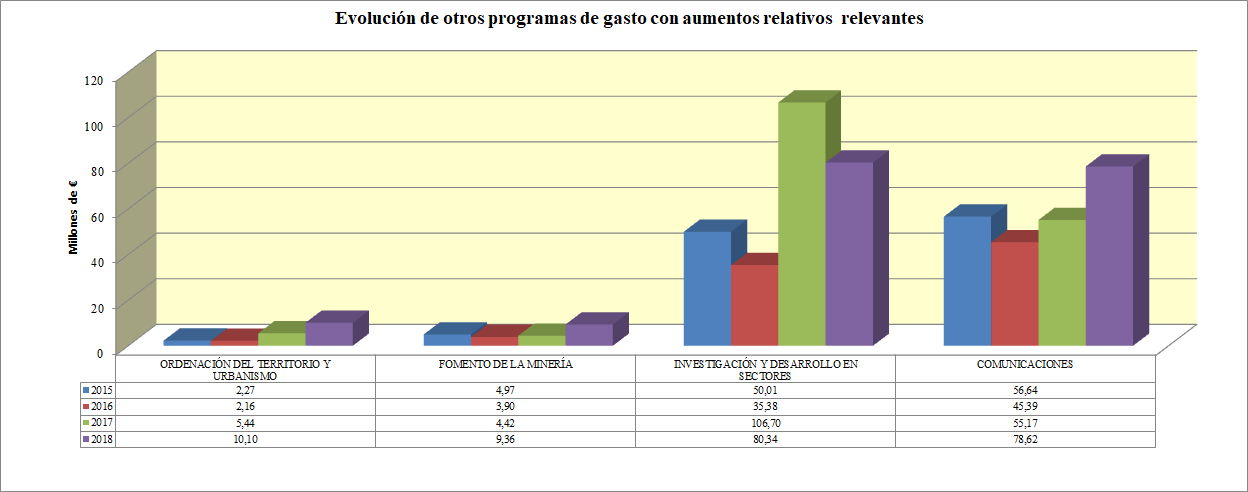 Evolución de otros programas de gasto con aumentos relativos relevantes
Millones de €
120
100
80
60
40
20
0
ORDENACIÓN DEL TERRITORIO Y
URBANISMO
FOMENTO DE LA MINERÍA
INVESTIGACIÓN Y DESARROLLO EN
SECTORES
COMUNICACIONES
2015 2,27 4,97 50,01 56,64
2016 2,16 3,90 35,38 45,39
2017 5,44 4,42 106,70 55,17
2018 10,10 9,36 80,34 78,62